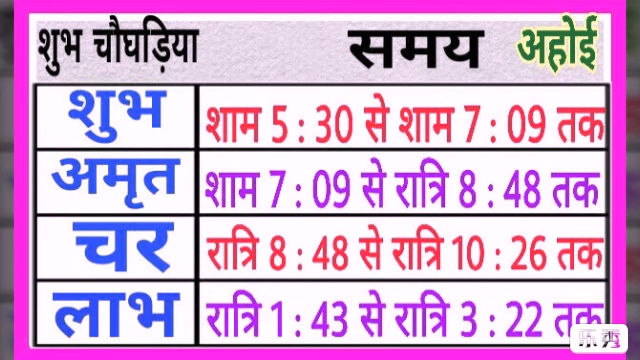 शुभ चौघड़िया समय अहोई
शुभ शाम 5 : 30 से शाम 7 : 09 तक
अमृत शाम 7 : 09 से रात्रि 8 : 48 तक
चर रात्रि 8 : 48 से रात्रि 10 : 26 तक
लाभ रात्रि 1 : 43 से रात्रि 3 : 22 तक